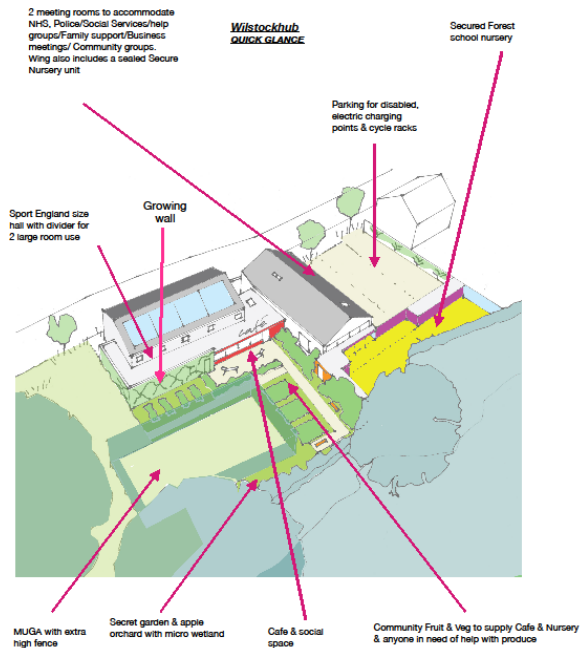 2 meeting rooms to accommodate
NHS, Police/Social Services/help
groups/Family support/Business
meetings/ Community groups.
Wing also includes a sealed Secure
Nursery unit
Wilstockhub
QUICK GLANCE
Secured Forest
school nursery
Parking for disabled,
electric charging
points & cycle racks
Sport England size
hall with divider for
2 large room use
Growing
wall
café
MUGA with extra
high fence
Secret garden & apple
orchard with micro wetland
Cafe & social
space
Community Fruit & Veg to supply Cafe & Nursery
& anyone in need of help with produce